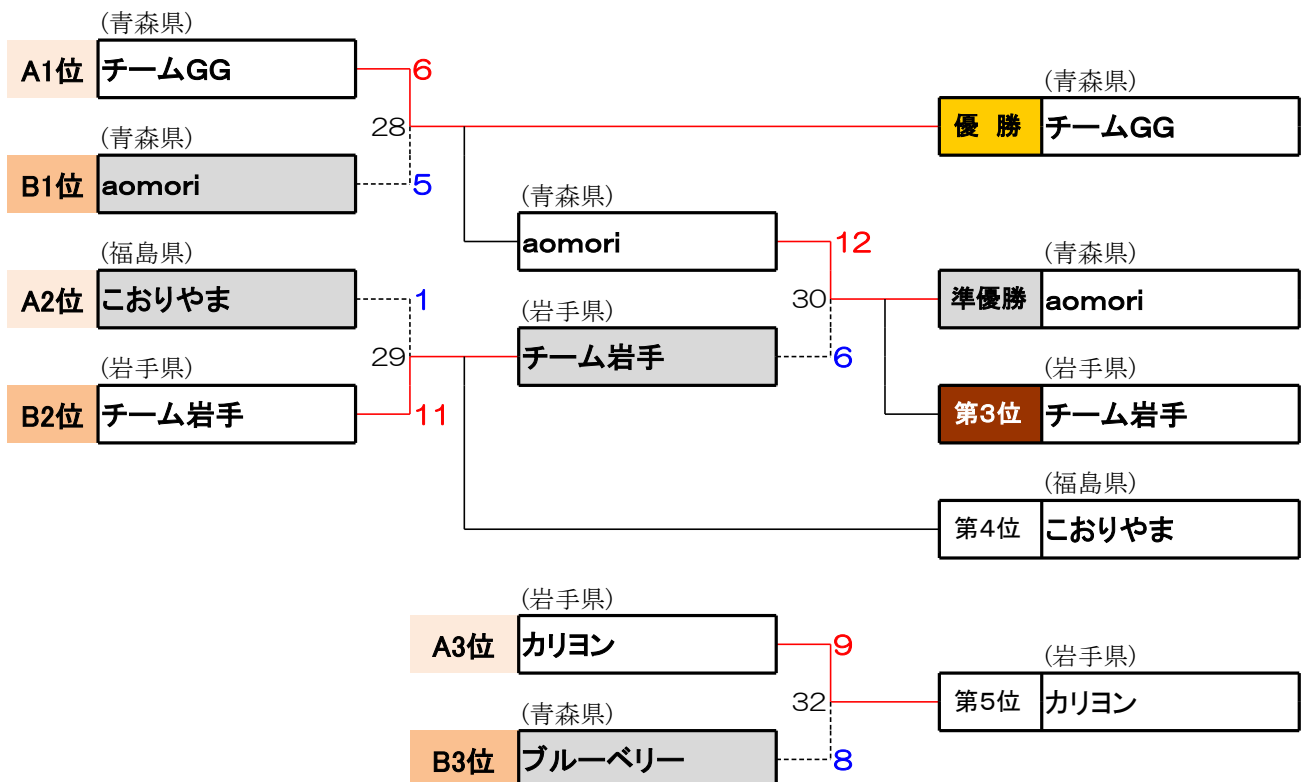 (青森県)
A1位 チームGG 6
(青森県)
優 勝 チームGG
28
(青森県)
B1位 aomori 5
(青森県)
aomori 12
(福島県)
A2位 こおりやま 1
(青森県)
準優勝 aomori
30
(岩手県)
チーム岩手 6
29
(岩手県)
B2位 チーム岩手 11
(岩手県)
第3位 チーム岩手
(福島県)
第4位 こおりやま
(岩手県)
A3位 カリヨン 9
(岩手県)
第5位 カリヨン
32
(青森県)
B3位 ブルーベリー 8